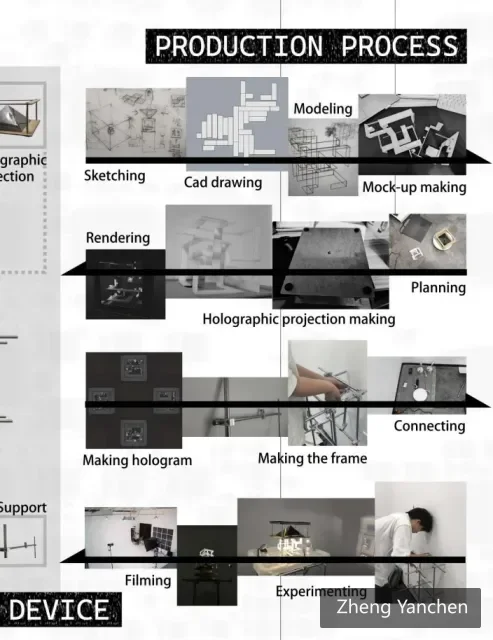 PRODUCTION PROCESS
Modeling
graphic
ection
Sketching
Cad drawing
Mock-up making
Rendering
Planning
Holographic projection making
Connecting
Making hologram
Making the frame
Support
Filming
Experimenting
DEVICE
Zheng Yanchen